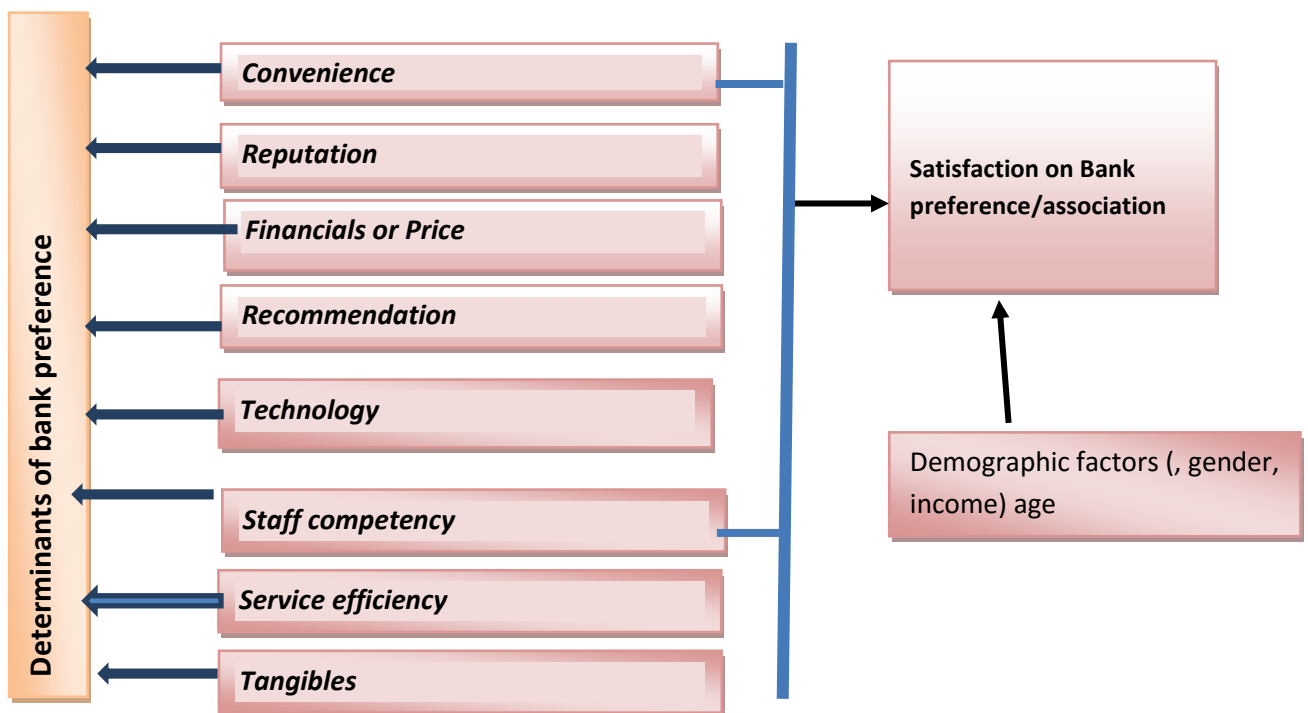 Determinants of bank preference
Convenience
Reputation
Financials or Price
Recommendation
Technology
Staff competency
Service efficiency
Tangibles
Satisfaction on Bank
preference/association
Demographic factors (, gender,
income) age